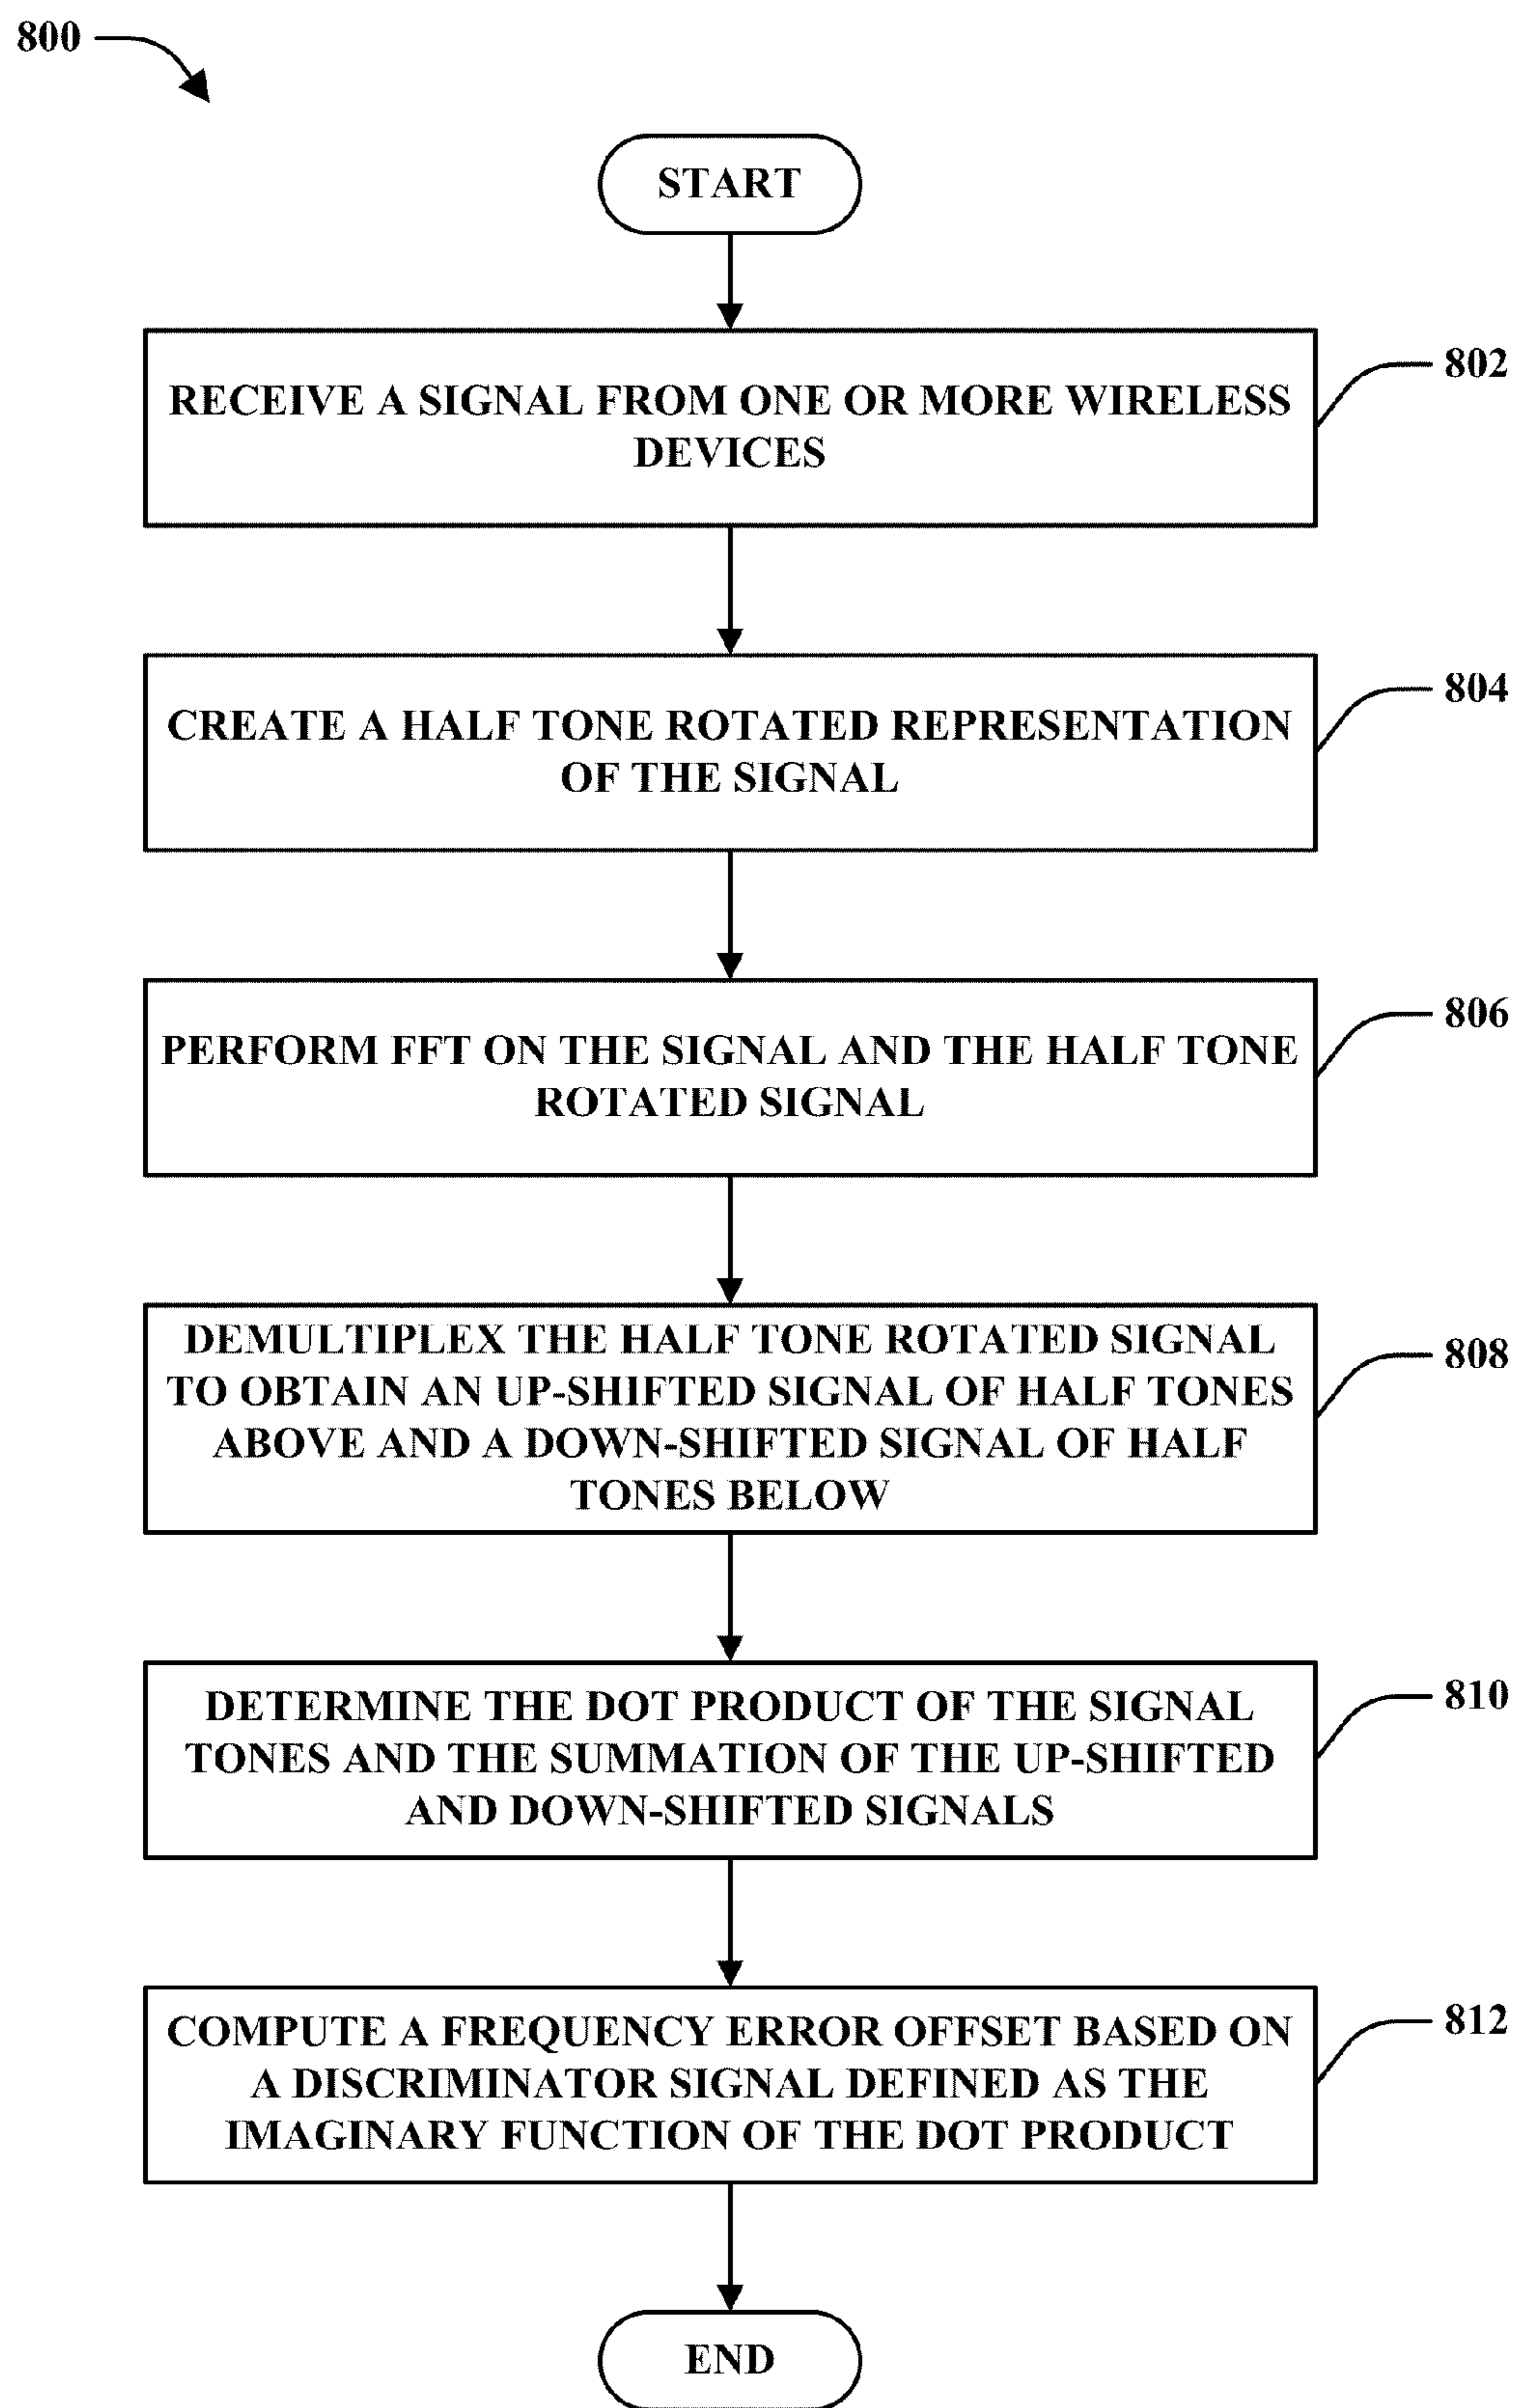 800
START
RECEIVE A SIGNAL FROM ONE OR MORE WIRELESS
DEVICES
802
CREATE A HALF TONE ROTATED REPRESENTATION
OF THE SIGNAL
804
PERFORM FFT ON THE SIGNAL AND THE HALF TONE
ROTATED SIGNAL
806
DEMULTIPLEX THE HALF TONE ROTATED SIGNAL
TO OBTAIN AN UP-SHIFTED SIGNAL OF HALF TONES
ABOVE AND A DOWN-SHIFTED SIGNAL OF HALF
TONES BELOW
808
DETERMINE THE DOT PRODUCT OF THE SIGNAL
TONES AND THE SUMMATION OF THE UP-SHIFTED
AND DOWN-SHIFTED SIGNALS
810
COMPUTE A FREQUENCY ERROR OFFSET BASED ON
A DISCRIMINATOR SIGNAL DEFINED AS THE
IMAGINARY FUNCTION OF THE DOT PRODUCT
812
END